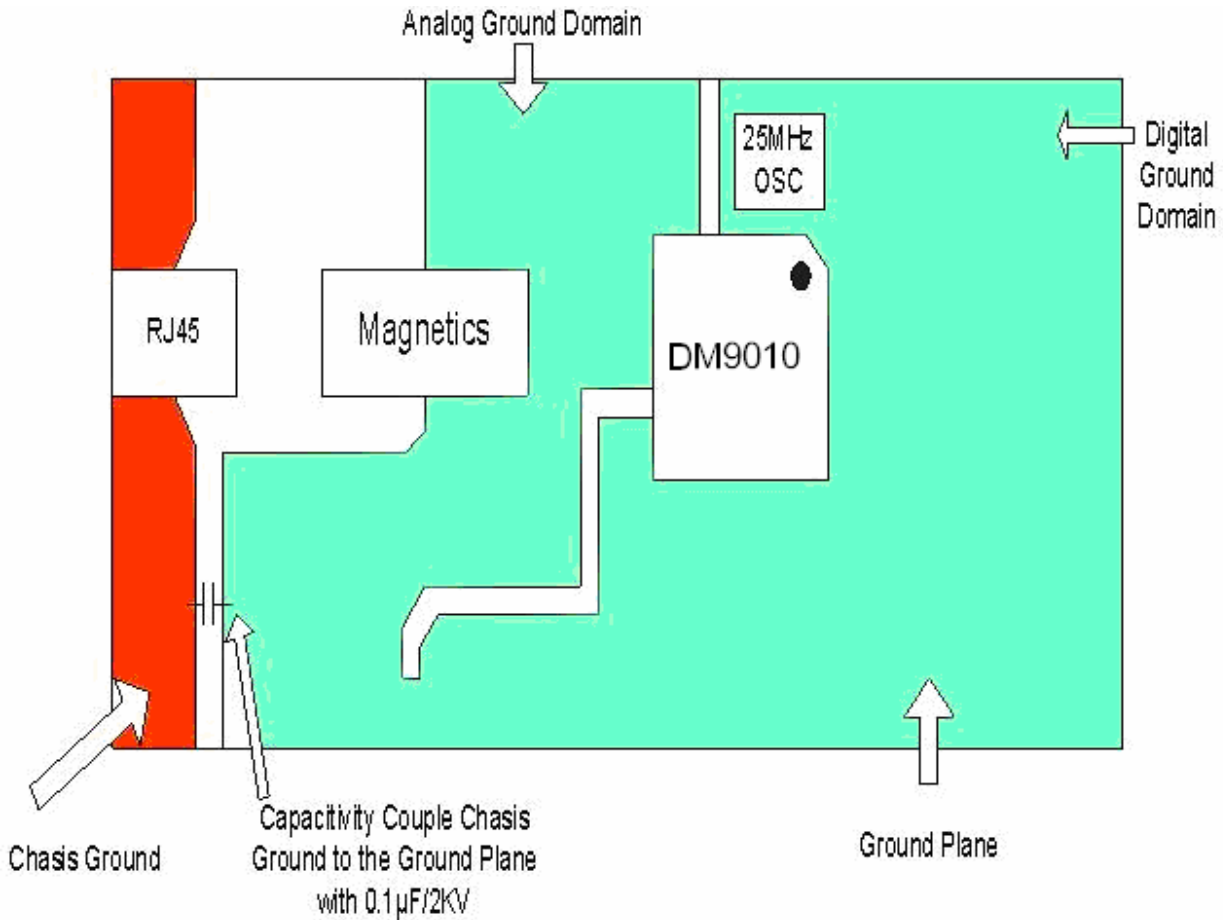 Analog Ground Domain
25MHz
OSC
Digital
Ground
Domain
RJ45
Magnetics
DM9010
Chasis Ground
Capacitivity Couple Chasis
Ground to the Ground Plane
with 0.1µF/2KV
Ground Plane